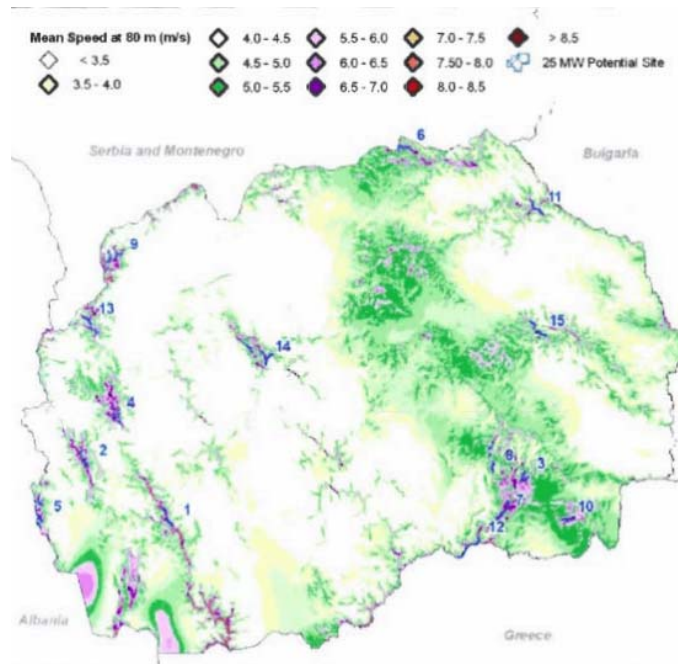 Mean Speed at 80 m (m/s)
< 3.5
3.5 - 4.0
4.0 - 4.5
4.5 - 5.0
5.0 - 5.5
5.5 - 6.0
6.0 - 6.5
6.5 - 7.0
7.0 - 7.5
7.50 - 8.0
8.0 - 8.5
> 8.5
25 MW Potential Site
Serbia and Montenegro
6
Bulgaria
11
9
13
15
14
4
2
8
3
5
1
7
10
12
Albania
Greece